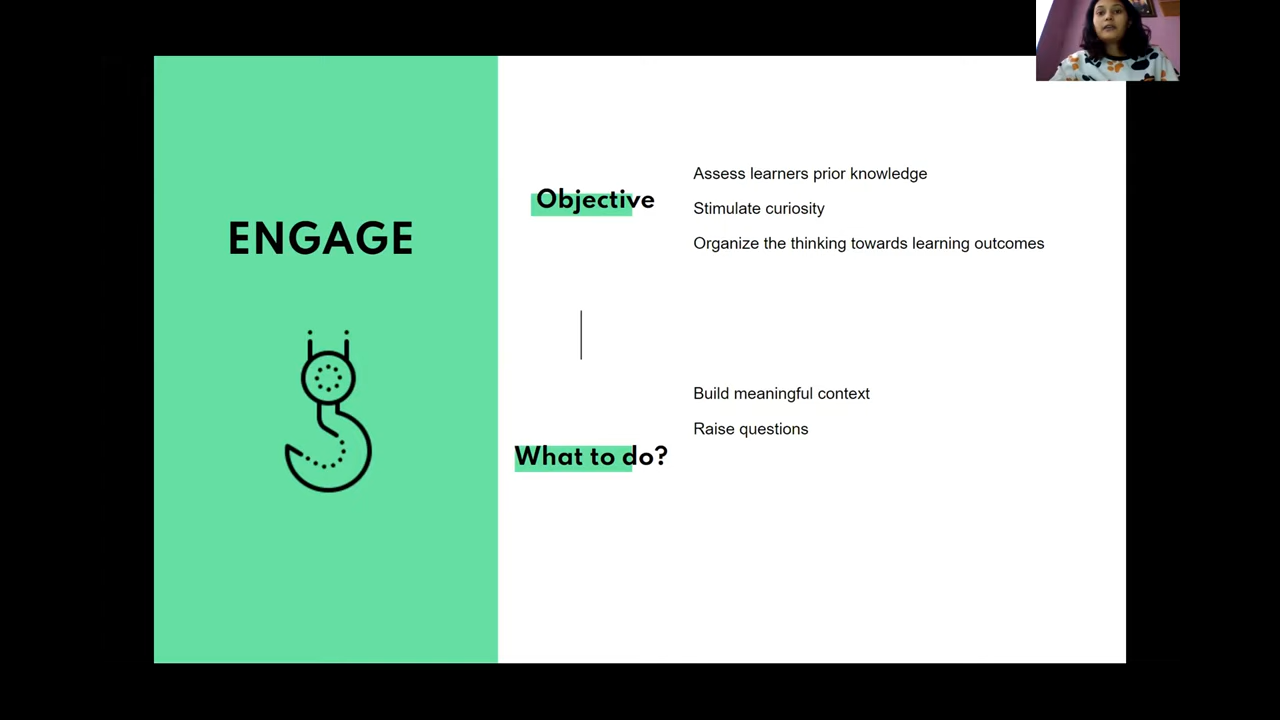 ENGAGE
Objective
Assess learners prior knowledge
Stimulate curiosity
Organize the thinking towards learning outcomes
What to do?
Build meaningful context
Raise questions